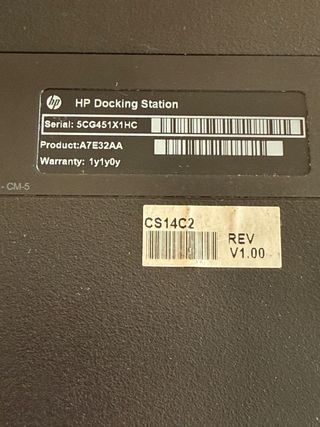 hp HP Docking Station
Serial: 5CG451X1HC
Product:A7E32AA
Warranty: 1y1y0y
- CM-5
CS14C2
REV
V1.00